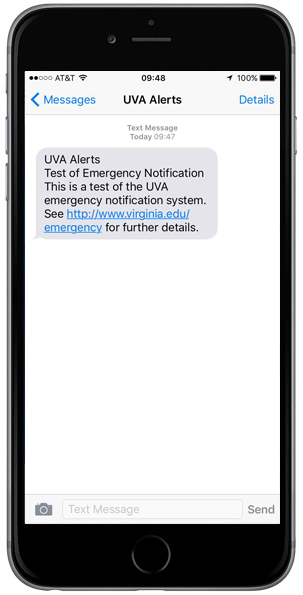 AT&T 09:48 100%
Messages UVA Alerts Details
Text Message
Today 09:47
UVA Alerts
Test of Emergency Notification
This is a test of the UVA
emergency notification system.
See http://www.virginia.edu/
emergency for further details.
Text Message Send